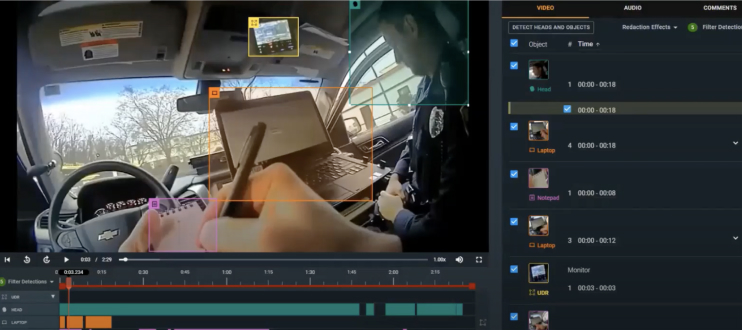 VIDEO AUDIO COMMENTS
DETECT HEADS AND OBJECTS Redaction Effects 5 Filter Detectio
Object # Time
Head 1 00:00 - 00:18
00:00 - 00:18
Laptop 4 00:00 - 00:18
Notepad 1 00:00 - 00:08
Laptop 3 00:00 - 00:12
Monitor
UDR 1 00:03 - 00:03
0:03 / 2:29 1.00x
Filter Detections 0:03.234 0:15 0:30 0:45 1:00 1:15 1:30 1:45 2:00 2:15
UDR
HEAD
LAPTOP